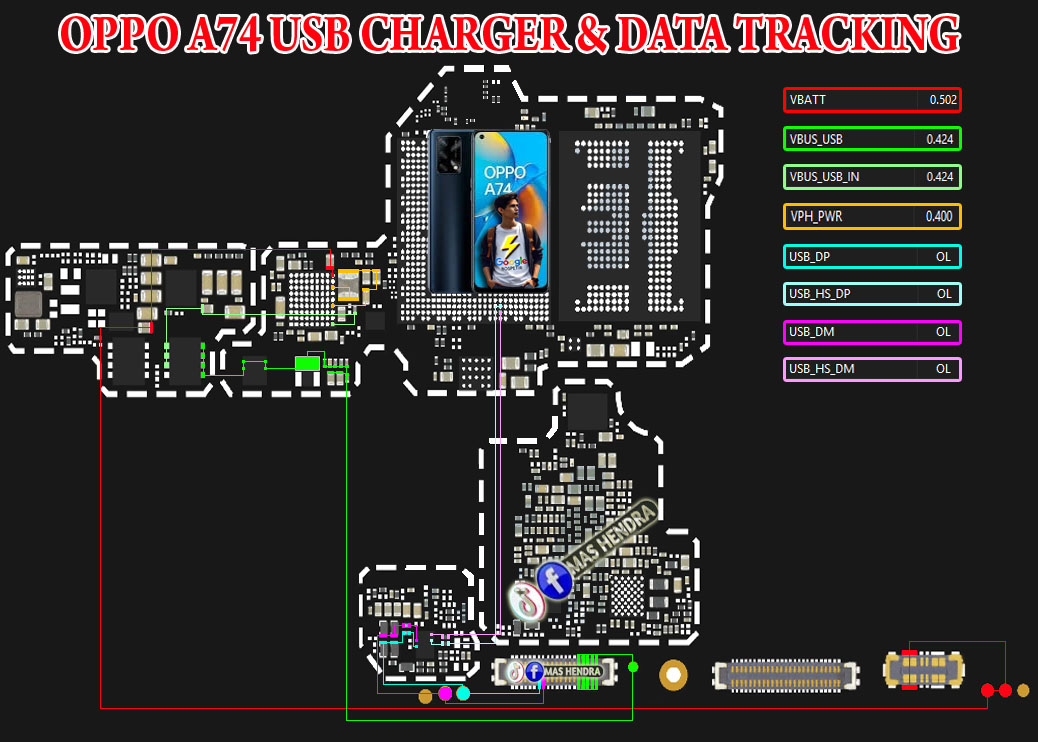 OPPO A74 USB CHARGER & DATA TRACKING
VBATT 0.502
VBUS_USB 0.424
VBUS_USB_IN 0.424
VPH_PWR 0.400
USB_DP OL
USB_HS_DP OL
USB_DM OL
USB_HS_DM OL
OPPO
A74
Google
MAS HENDRA
MAS HENDRA